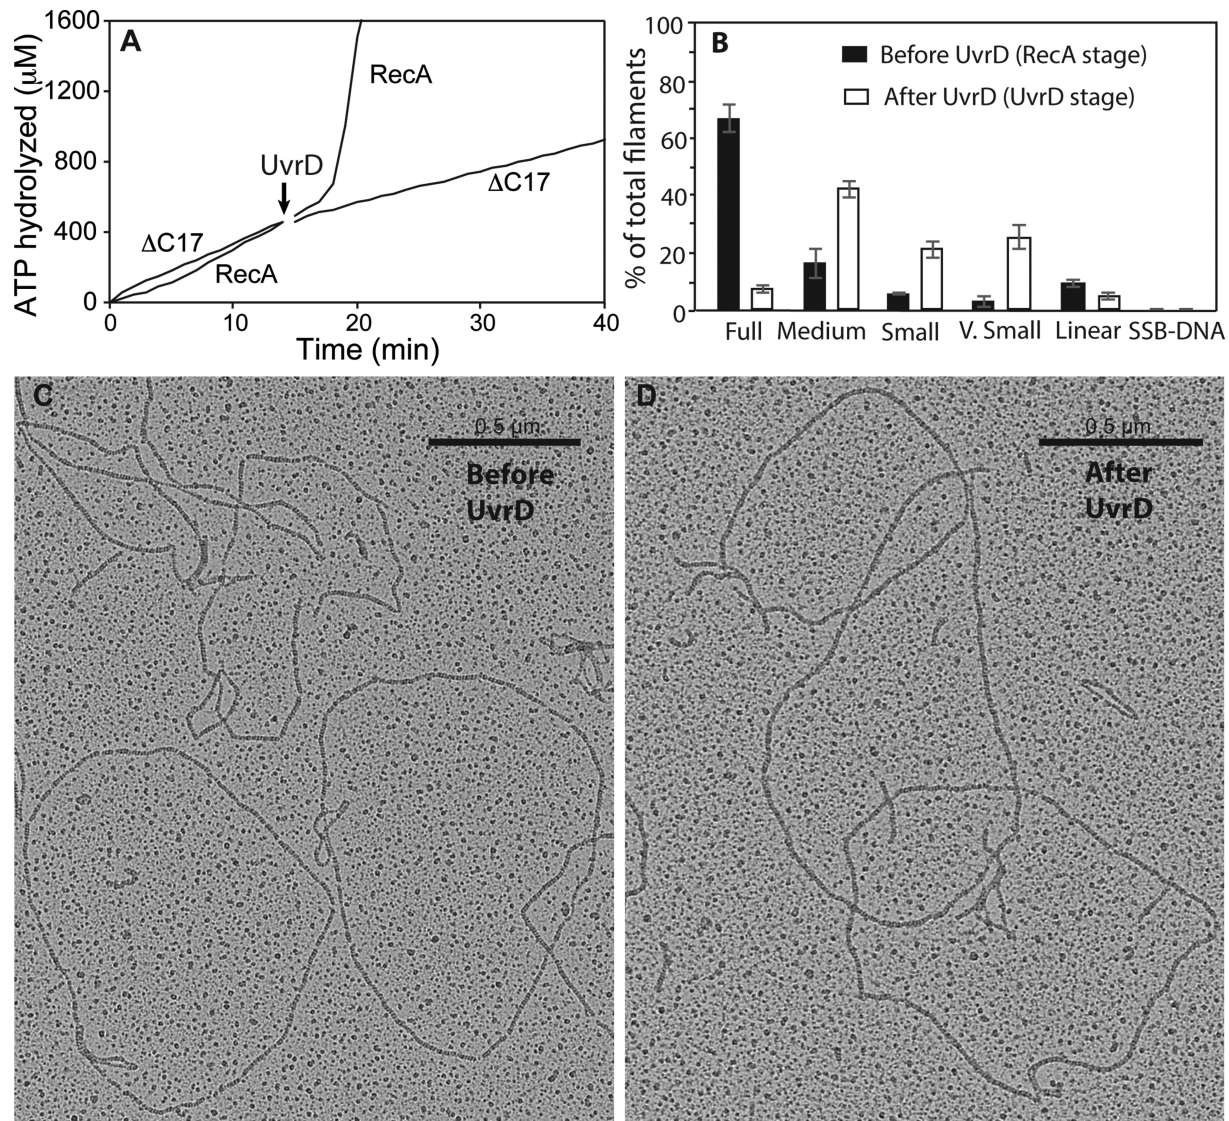 A
ATP hydrolyzed (µM)
1600
1200
800
400
0
0 10 20 30 40
Time (min)
RecA
UvrD
ΔC17
ΔC17
RecA
B
% of total filaments
100
80
60
40
20
0
Before UvrD (RecA stage)
After UvrD (UvrD stage)
Full Medium Small V. Small Linear SSB-DNA
C
0.5 µm
Before
UvrD
D
0.5 µm
After
UvrD